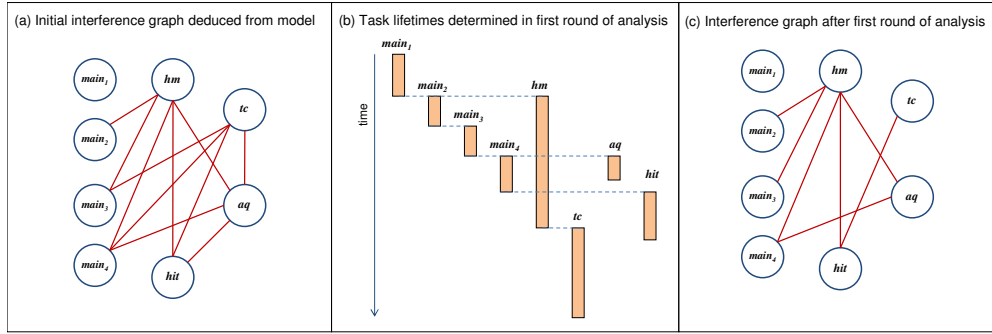 (a) Initial interference graph deduced from model
main1
hm
tc
main2
main3
aq
main4
hit
(b) Task lifetimes determined in first round of analysis
time
main1
main2
hm
main3
main4
aq
hit
tc
(c) Interference graph after first round of analysis
main1
hm
tc
main2
main3
aq
main4
hit